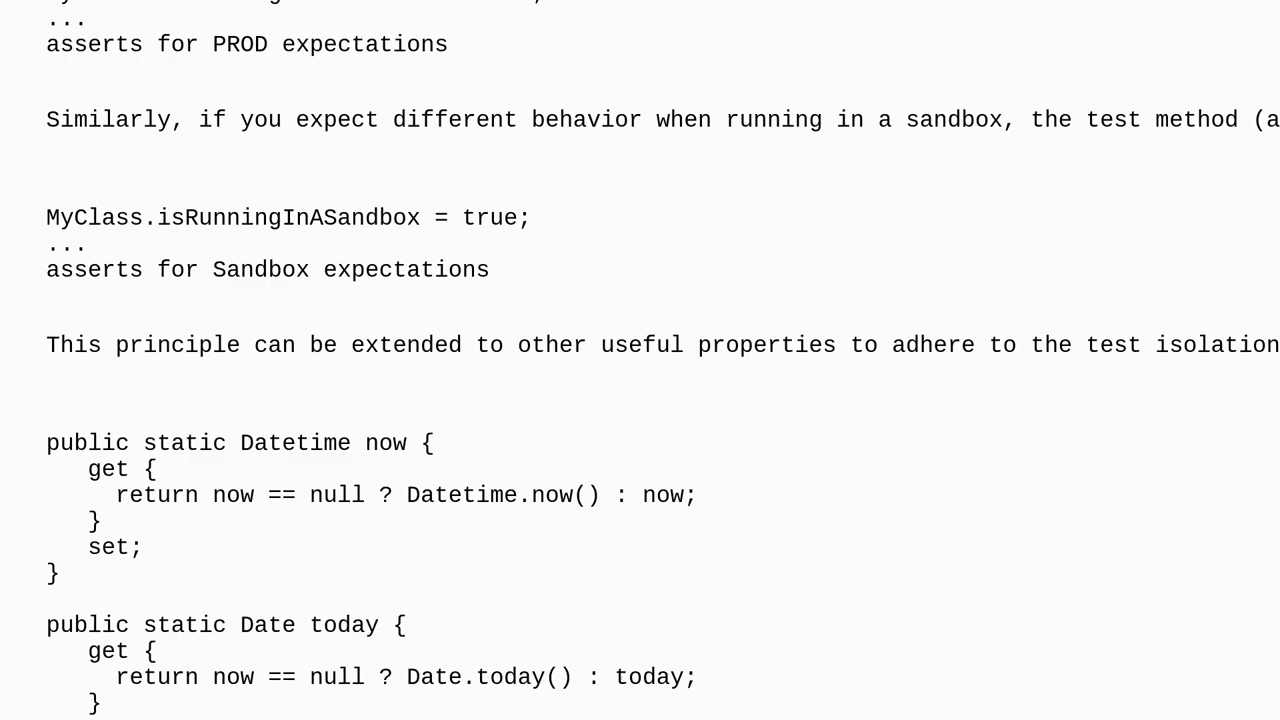 ...
asserts for PROD expectations
Similarly, if you expect different behavior when running in a sandbox, the test method (a
MyClass.isRunningInASandbox = true;
...
asserts for Sandbox expectations
This principle can be extended to other useful properties to adhere to the test isolation
public static Datetime now {
get {
return now == null ? Datetime.now() : now;
}
set;
}
public static Date today {
get {
return now == null ? Date.today() : today;
}